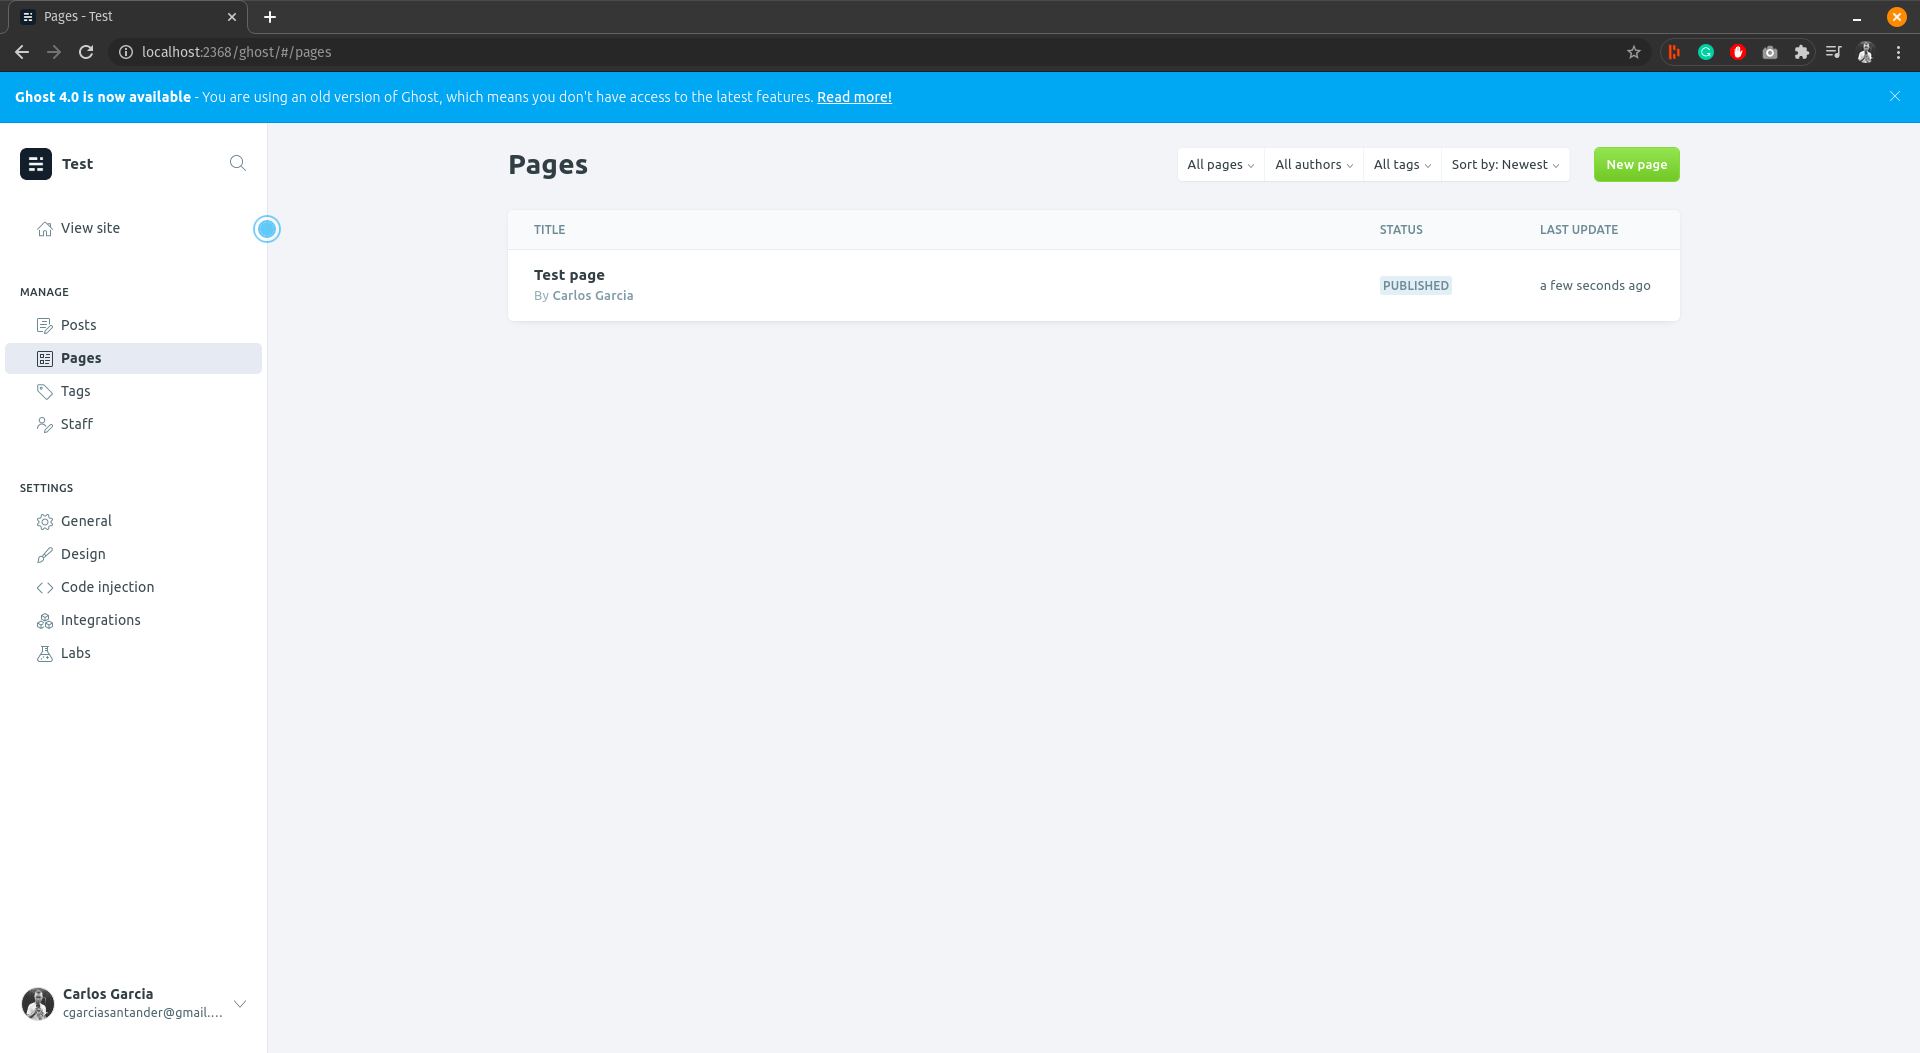 Pages - Test
localhost:2368/ghost/#/pages
Ghost 4.0 is now available - You are using an old version of Ghost, which means you don't have access to the latest features. Read more!
Test
View site
MANAGE
Posts
Pages
Tags
Staff
SETTINGS
General
Design
Code injection
Integrations
Labs
Carlos Garcia
cgarciasantander@gmail....
Pages
All pages
All authors
All tags
Sort by: Newest
New page
TITLE STATUS LAST UPDATE
Test page
By Carlos Garcia
PUBLISHED
a few seconds ago